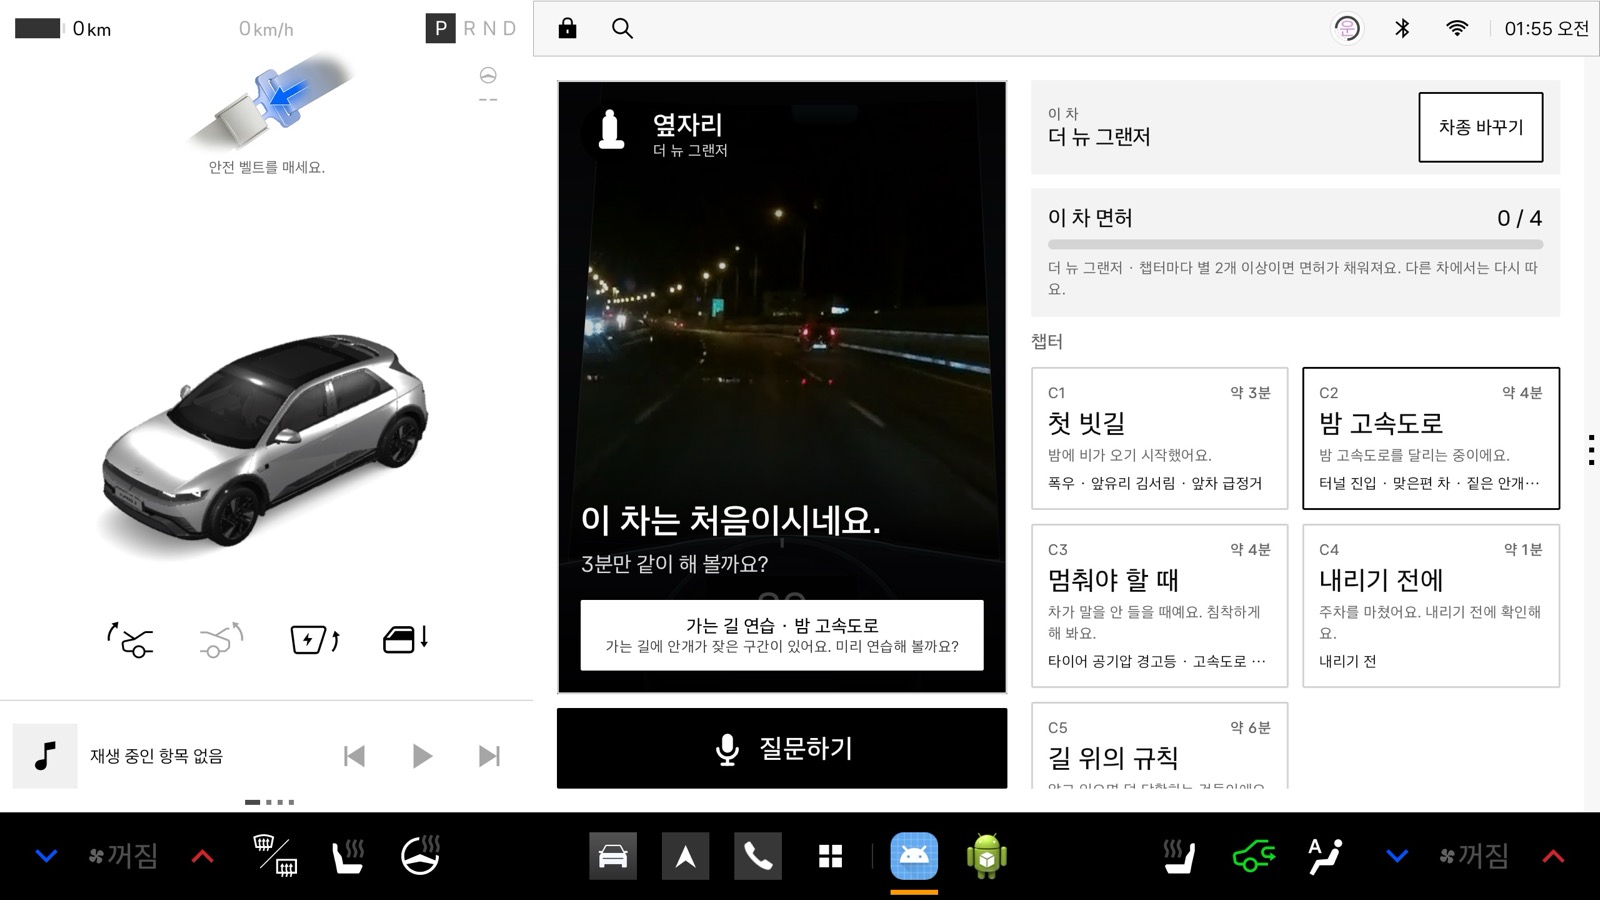 0 km
0 km/h
P R N D
--
안전 벨트를 매세요.
재생 중인 항목 없음
운
01:55 오전
옆자리
더 뉴 그랜저
이 차는 처음이시네요.
3분만 같이 해 볼까요?
가는 길 연습 · 밤 고속도로
가는 길에 안개가 잦은 구간이 있어요. 미리 연습해 볼까요?
질문하기
이 차
더 뉴 그랜저
차종 바꾸기
이 차 면허
0 / 4
더 뉴 그랜저 · 챕터마다 별 2개 이상이면 면허가 채워져요. 다른 차에서는 다시 따
요.
챕터
C1
약 3분
첫 빗길
밤에 비가 오기 시작했어요.
폭우 · 앞유리 김서림 · 앞차 급정거
C2
약 4분
밤 고속도로
밤 고속도로를 달리는 중이에요.
터널 진입 · 맞은편 차 · 짙은 안개…
C3
약 4분
멈춰야 할 때
차가 말을 안 들을 때예요. 침착하게
해 봐요.
타이어 공기압 경고등 · 고속도로 …
C4
약 1분
내리기 전에
주차를 마쳤어요. 내리기 전에 확인해
요.
내리기 전
C5
약 6분
길 위의 규칙
꺼짐
A
꺼짐